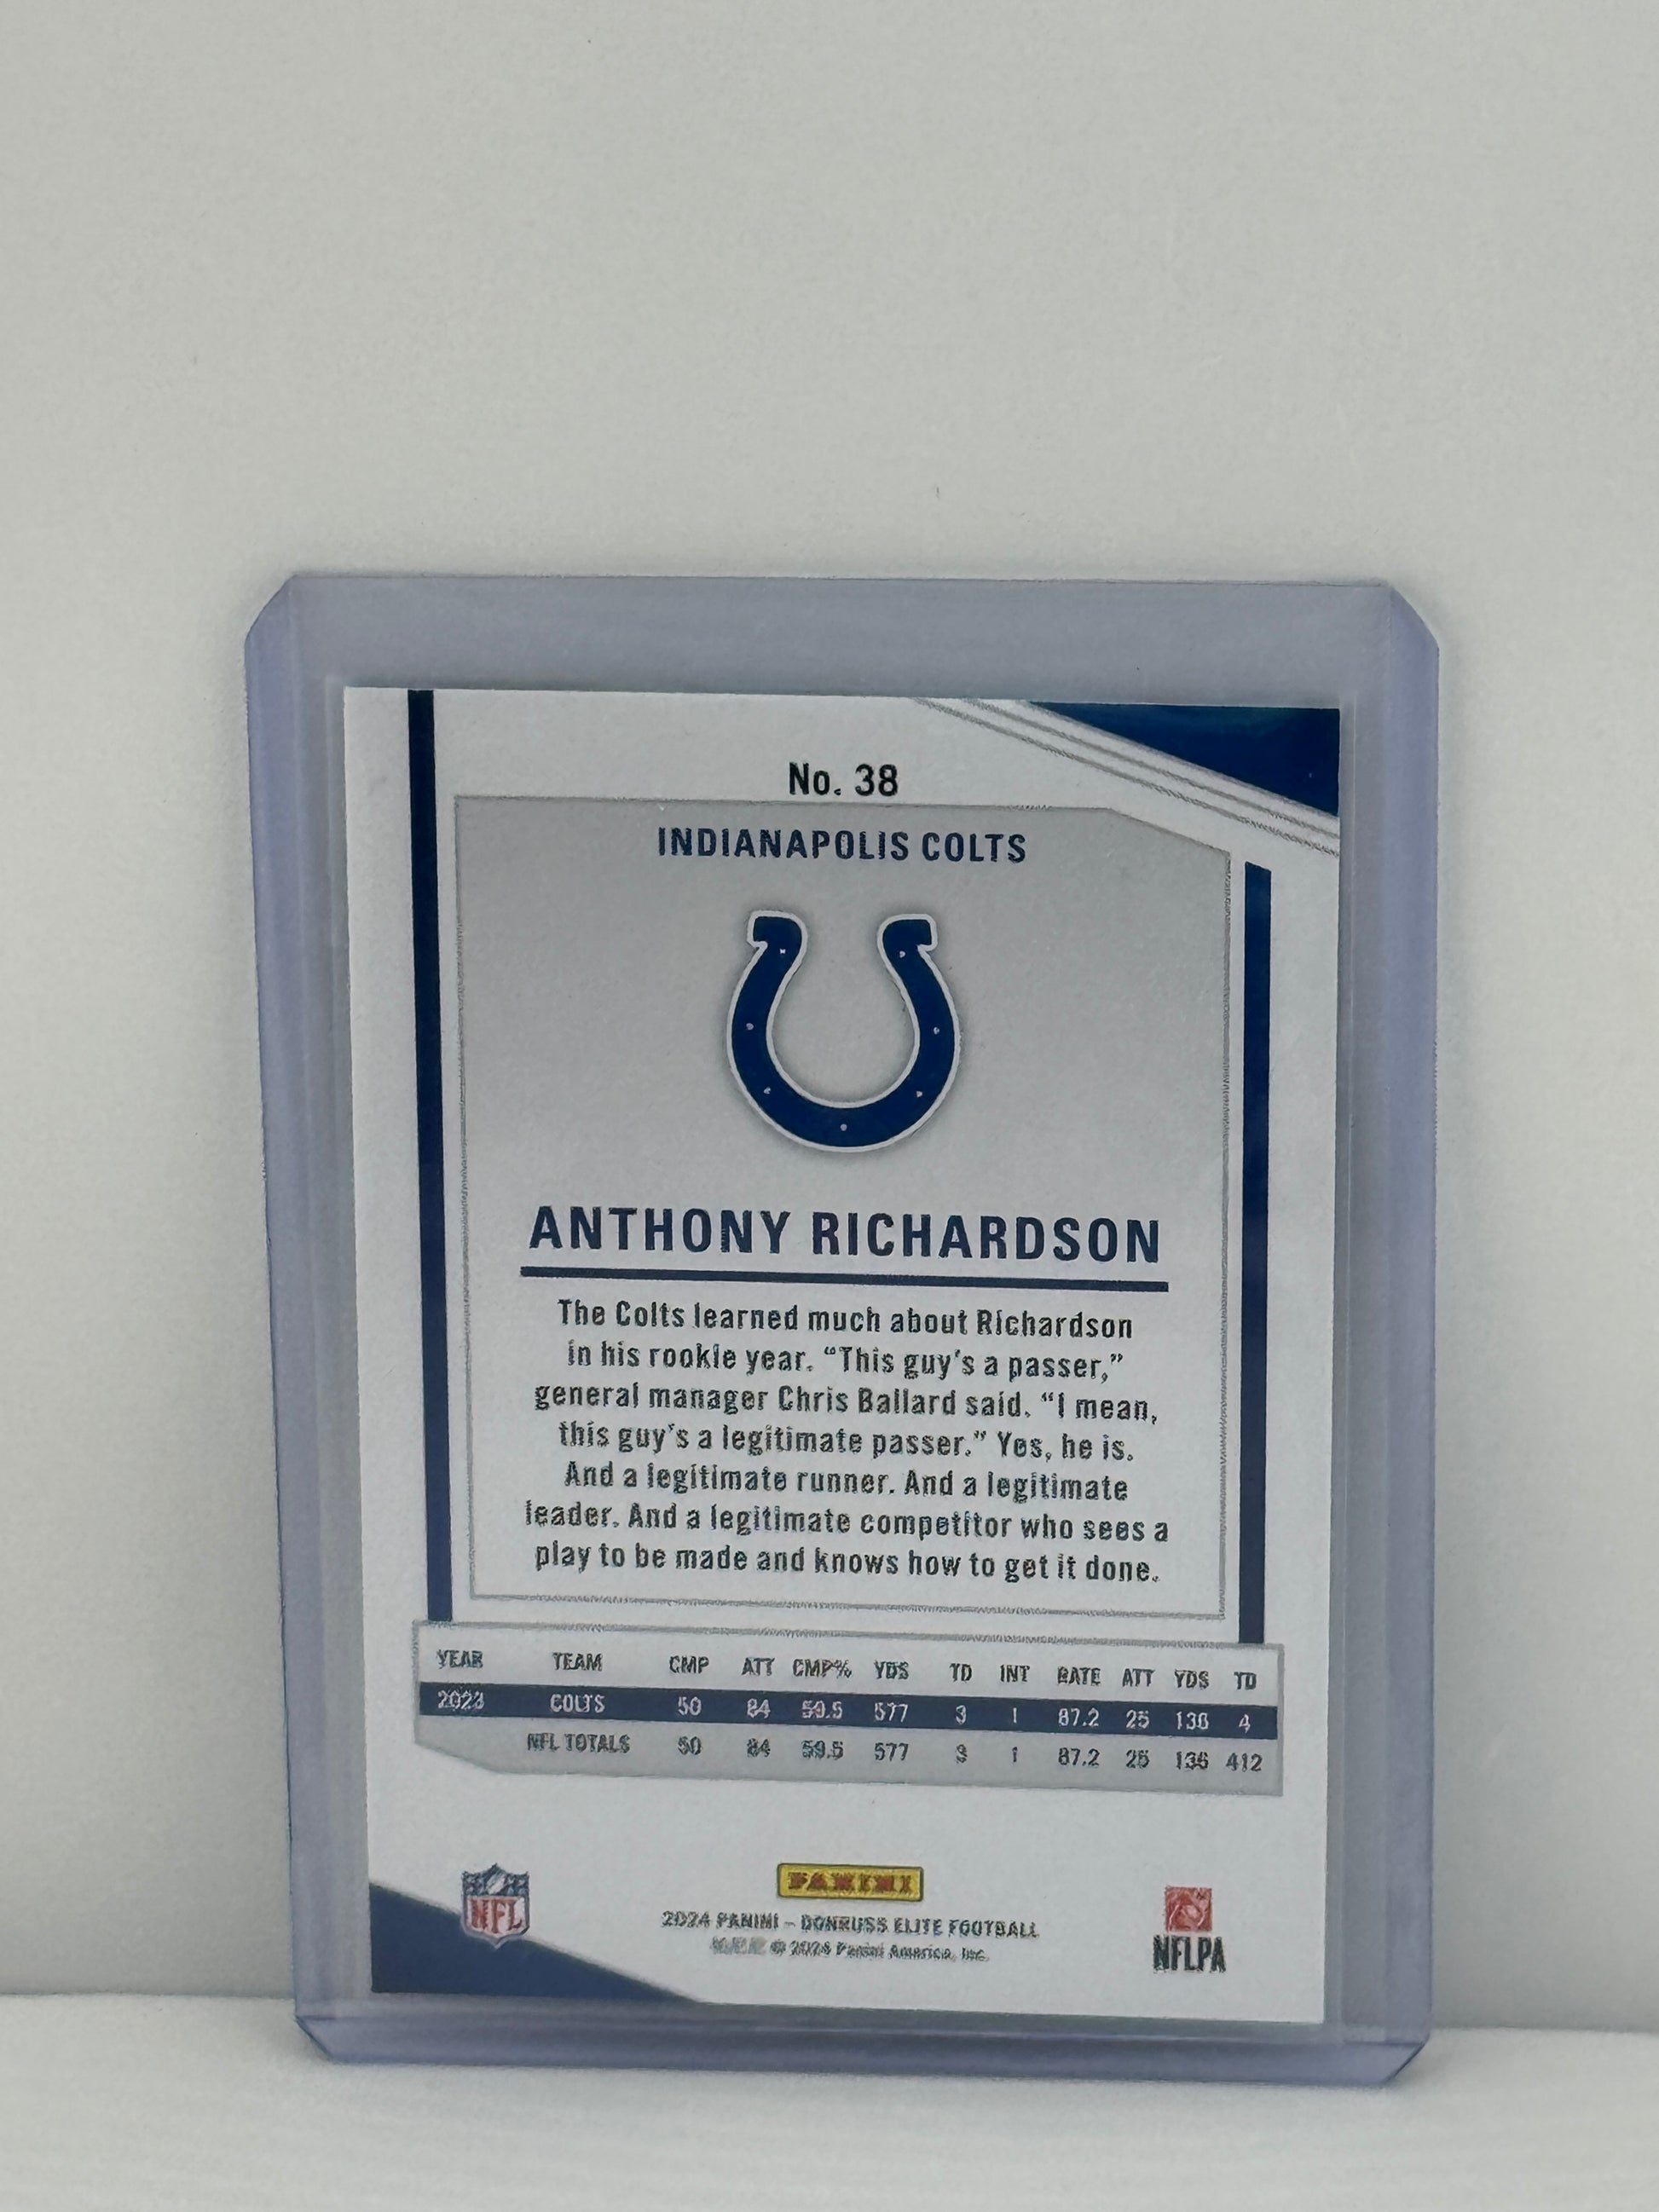 No. 38
INDIANAPOLIS COLTS
ANTHONY RICHARDSON
The Colts learned much about Richardson
in his rookie year. “This guy’s a passer,”
general manager Chris Ballard said. “I mean,
this guy’s a legitimate passer.” Yes, he is.
And a legitimate runner. And a legitimate
leader. And a legitimate competitor who sees a
play to be made and knows how to get it done.
YEAR TEAM CMP ATT CMP% YDS TD INT RATE ATT YDS TD
2023 COLTS 50 84 59.5 577 3 1 87.2 25 136 4
NFL TOTALS 50 84 59.5 577 3 1 87.2 25 136 412
PANINI
NFL
2024 PANINI – DONRUSS ELITE FOOTBALL
© 2024 Panini America, Inc.
NFLPA